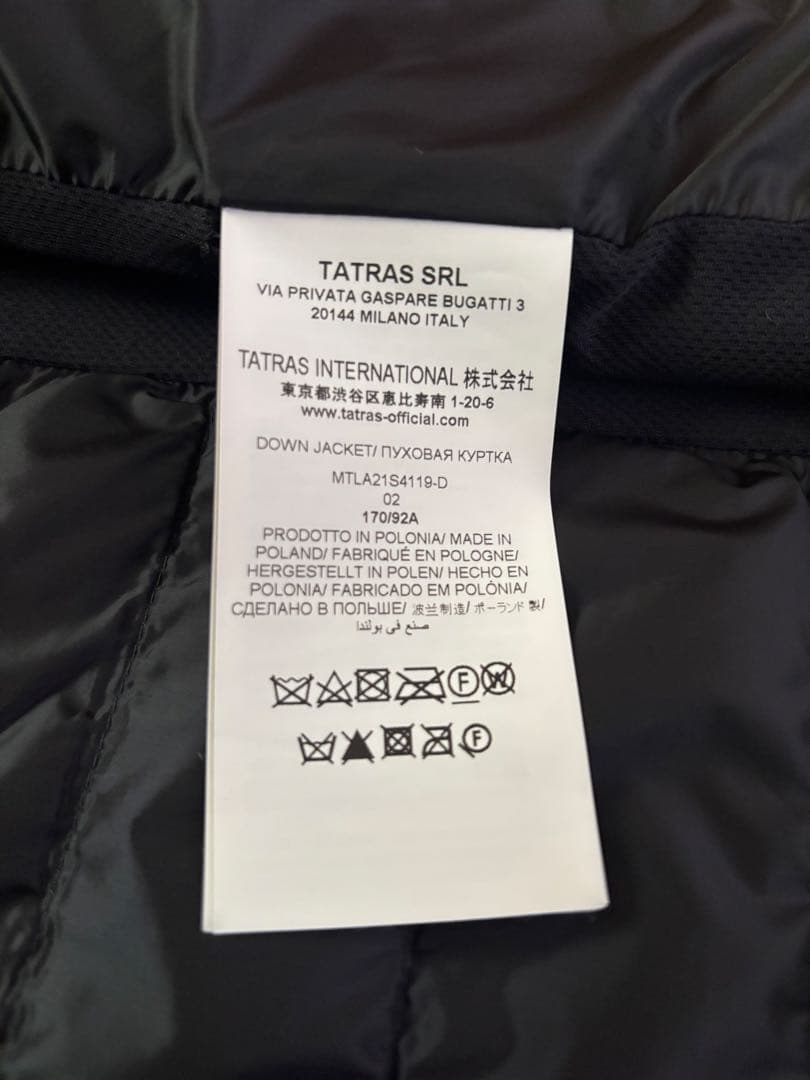 TATRAS SRL
VIA PRIVATA GASPARE BUGATTI 3
20144 MILANO ITALY
TATRAS INTERNATIONAL 株式会社
東京都渋谷区恵比寿南 1-20-6
www.tatras-official.com
DOWN JACKET/ ПУХОВАЯ КУРТКА
MTLA21S4119-D
02
170/92A
PRODOTTO IN POLONIA/ MADE IN
POLAND/ FABRIQUÉ EN POLOGNE/
HERGESTELLT IN POLEN/ HECHO EN
POLONIA/ FABRICADO EM POLÓNIA/
СДЕЛАНО В ПОЛЬШЕ/ 波兰制造/ ポーランド 製/
صنع في بولندا
F W
F